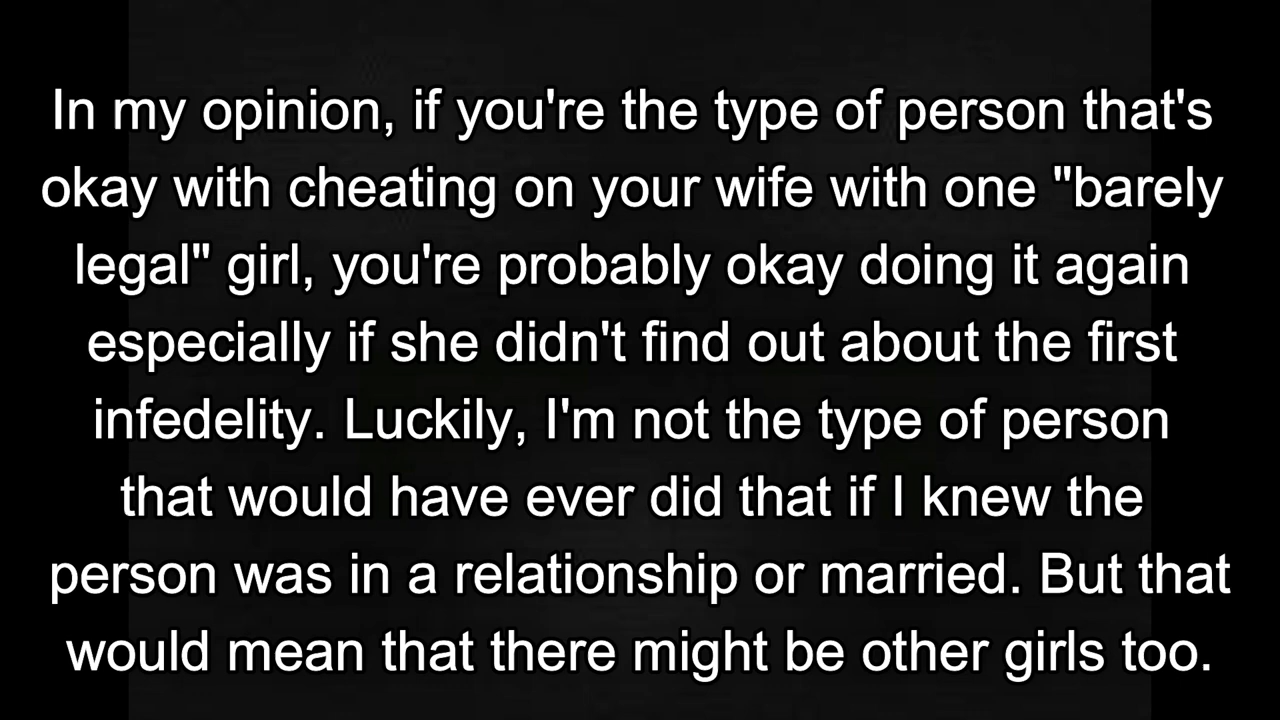 In my opinion, if you're the type of person that's
okay with cheating on your wife with one "barely
legal" girl, you're probably okay doing it again
especially if she didn't find out about the first
infedelity. Luckily, I'm not the type of person
that would have ever did that if I knew the
person was in a relationship or married. But that
would mean that there might be other girls too.